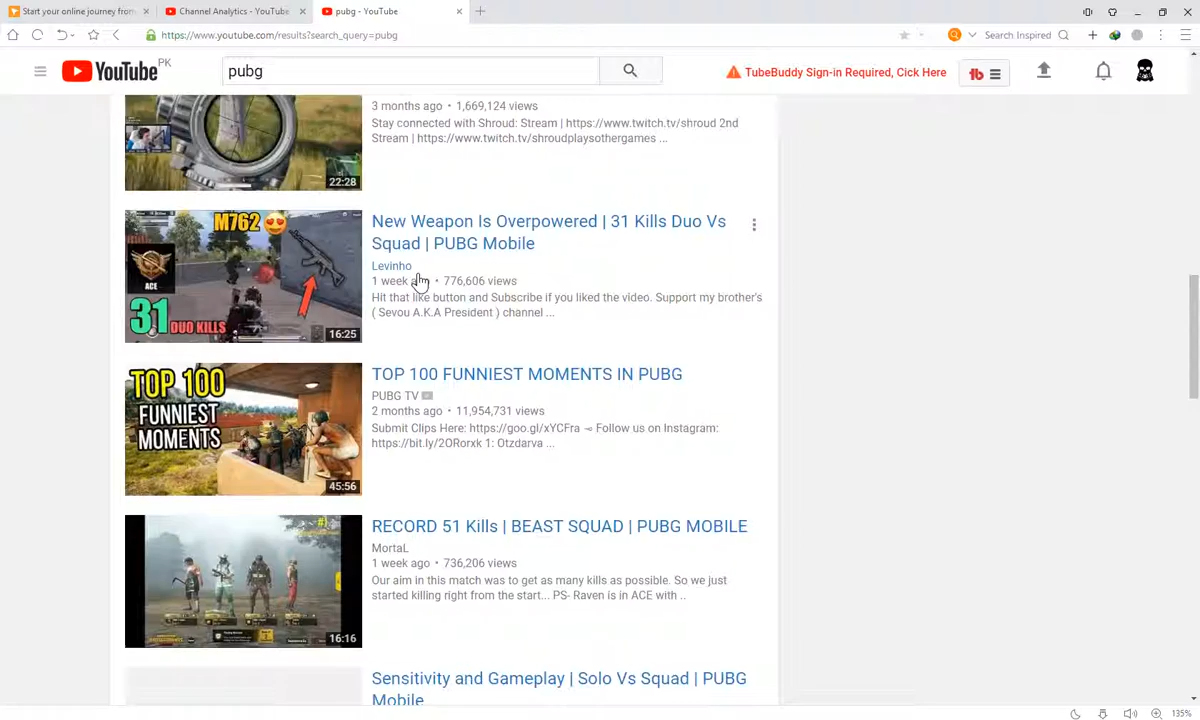 Start your online journey from
Channel Analytics - YouTube
pubg - YouTube
https://www.youtube.com/results?search_query=pubg
Search Inspired
YouTube PK
pubg
TubeBuddy Sign-in Required, Click Here
tb
3 months ago • 1,669,124 views
Stay connected with Shroud: Stream | https://www.twitch.tv/shroud 2nd
Stream | https://www.twitch.tv/shroudplaysothergames ...
22:28
M762
ACE
31 DUO KILLS
16:25
New Weapon Is Overpowered | 31 Kills Duo Vs
Squad | PUBG Mobile
Levinho
1 week • 776,606 views
Hit that like button and Subscribe if you liked the video. Support my brother's
( Sevou A.K.A President ) channel ...
TOP 100
FUNNIEST
MOMENTS
45:56
TOP 100 FUNNIEST MOMENTS IN PUBG
PUBG TV
2 months ago • 11,954,731 views
Submit Clips Here: https://goo.gl/xYCFra ⊲ Follow us on Instagram:
https://bit.ly/2ORorxk 1: Otzdarva ...
#1
16:16
RECORD 51 Kills | BEAST SQUAD | PUBG MOBILE
MortaL
1 week ago • 736,206 views
Our aim in this match was to get as many kills as possible. So we just
started killing right from the start... PS- Raven is in ACE with ..
Sensitivity and Gameplay | Solo Vs Squad | PUBG
Mobile
135%